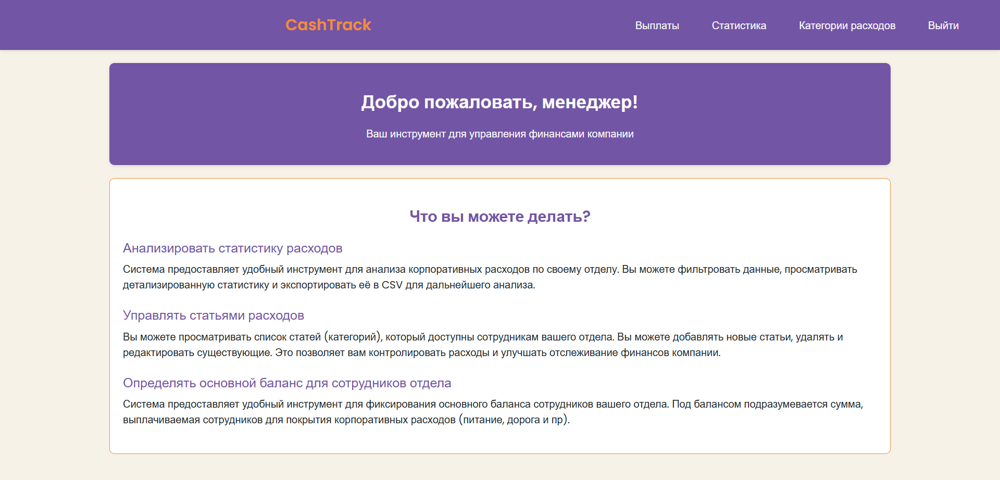 CashTrack
Выплаты
Статистика
Категории расходов
Выйти
Добро пожаловать, менеджер!
Ваш инструмент для управления финансами компании
Что вы можете делать?
Анализировать статистику расходов
Система предоставляет удобный инструмент для анализа корпоративных расходов по своему отделу. Вы можете фильтровать данные, просматривать
детализированную статистику и экспортировать её в CSV для дальнейшего анализа.
Управлять статьями расходов
Вы можете просматривать список статей (категорий), который доступны сотрудникам вашего отдела. Вы можете добавлять новые статьи, удалять и
редактировать существующие. Это позволяет вам контролировать расходы и улучшать отслеживание финансов компании.
Определять основной баланс для сотрудников отдела
Система предоставляет удобный инструмент для фиксирования основного баланса сотрудников вашего отдела. Под балансом подразумевается сумма,
выплачиваемая сотрудников для покрытия корпоративных расходов (питание, дорога и пр).